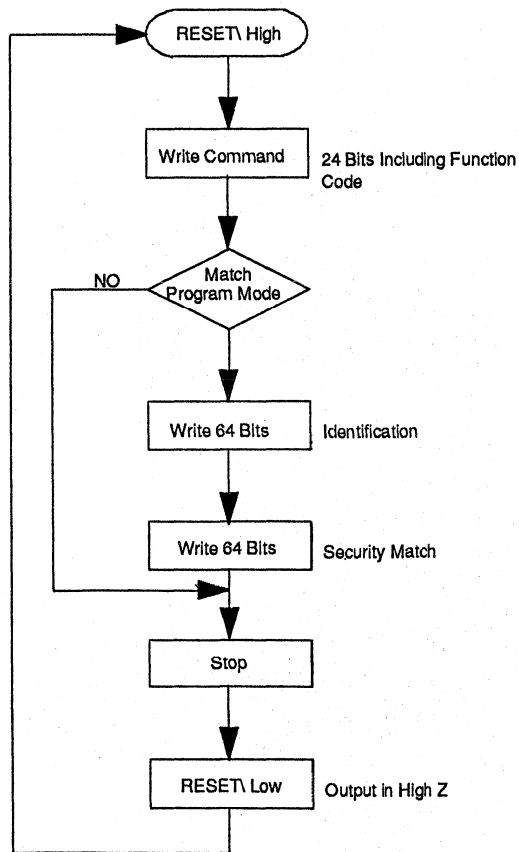 RESET\ High
Write Command
24 Bits Including Function
Code
Match
Program Mode
NO
Write 64 Bits
Identification
Write 64 Bits
Security Match
Stop
RESET\ Low
Output in High Z